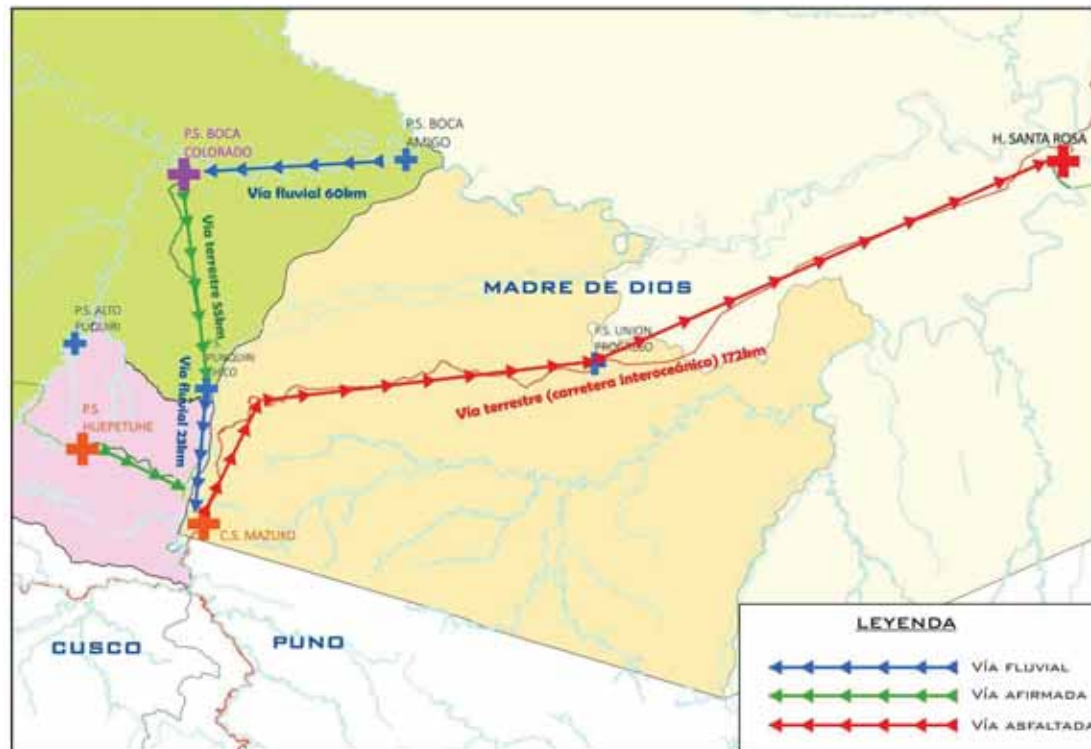 P.S. BOCA
COLORADO
P.S. BOCA
AMIGO
H. SANTA ROSA
Vía fluvial 60km
Vía terrestre 55km.
MADRE DE DIOS
P.S. ALTO
PUQUIRI
P.S. UNION
PROGRESO
PUNQUIRI
CHICO
Vía terrestre (carretera Interoceánica) 172km
Vía fluvial 23km
P.S.
HUEPETUHE
C.S. MAZUKO
CUSCO
PUNO
LEYENDA
VÍA FLUVIAL
VÍA AFIRMADA
VÍA ASFALTADA